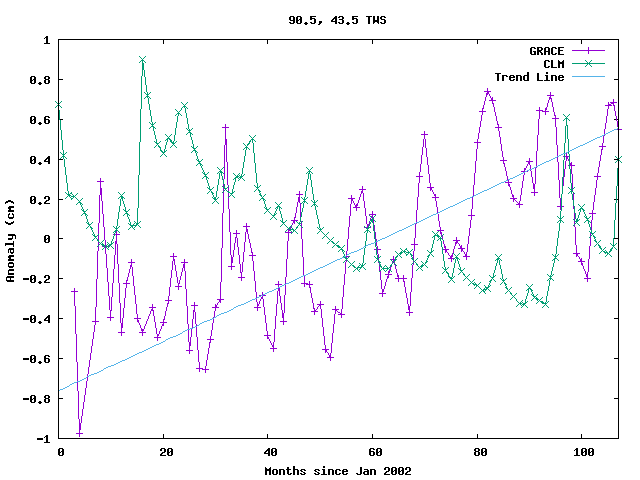 90.5, 43.5 TWS
GRACE
CLM
Trend Line
1
0.8
0.6
0.4
0.2
0
-0.2
-0.4
-0.6
-0.8
-1
Anomaly (cm)
0 20 40 60 80 100
Months since Jan 2002